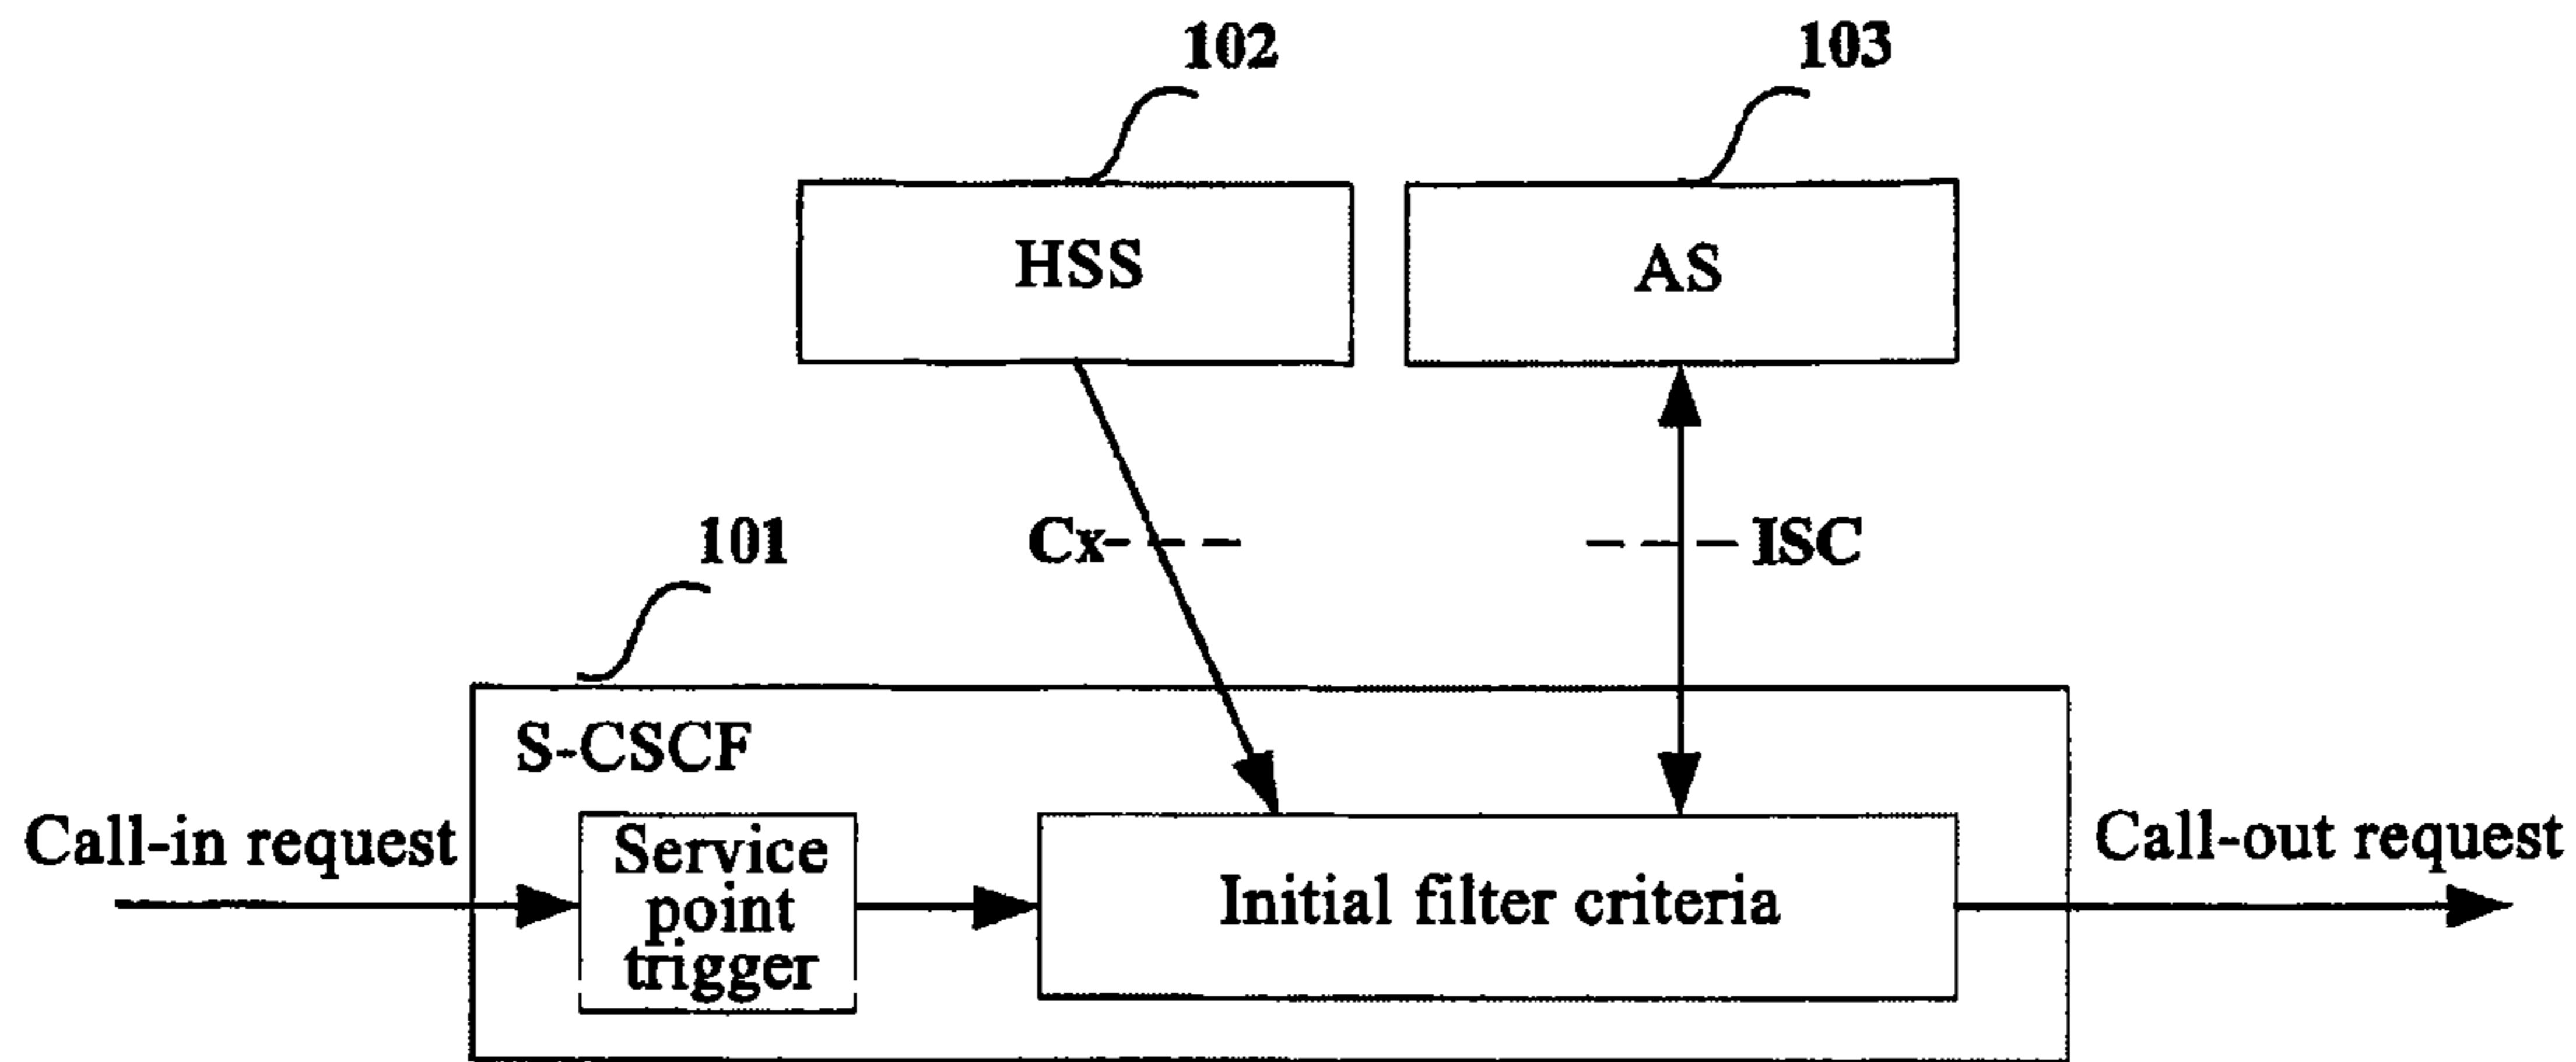 102
103
HSS
AS
101
Cx
ISC
S-CSCF
Call-in request
Service
point
trigger
Initial filter criteria
Call-out request